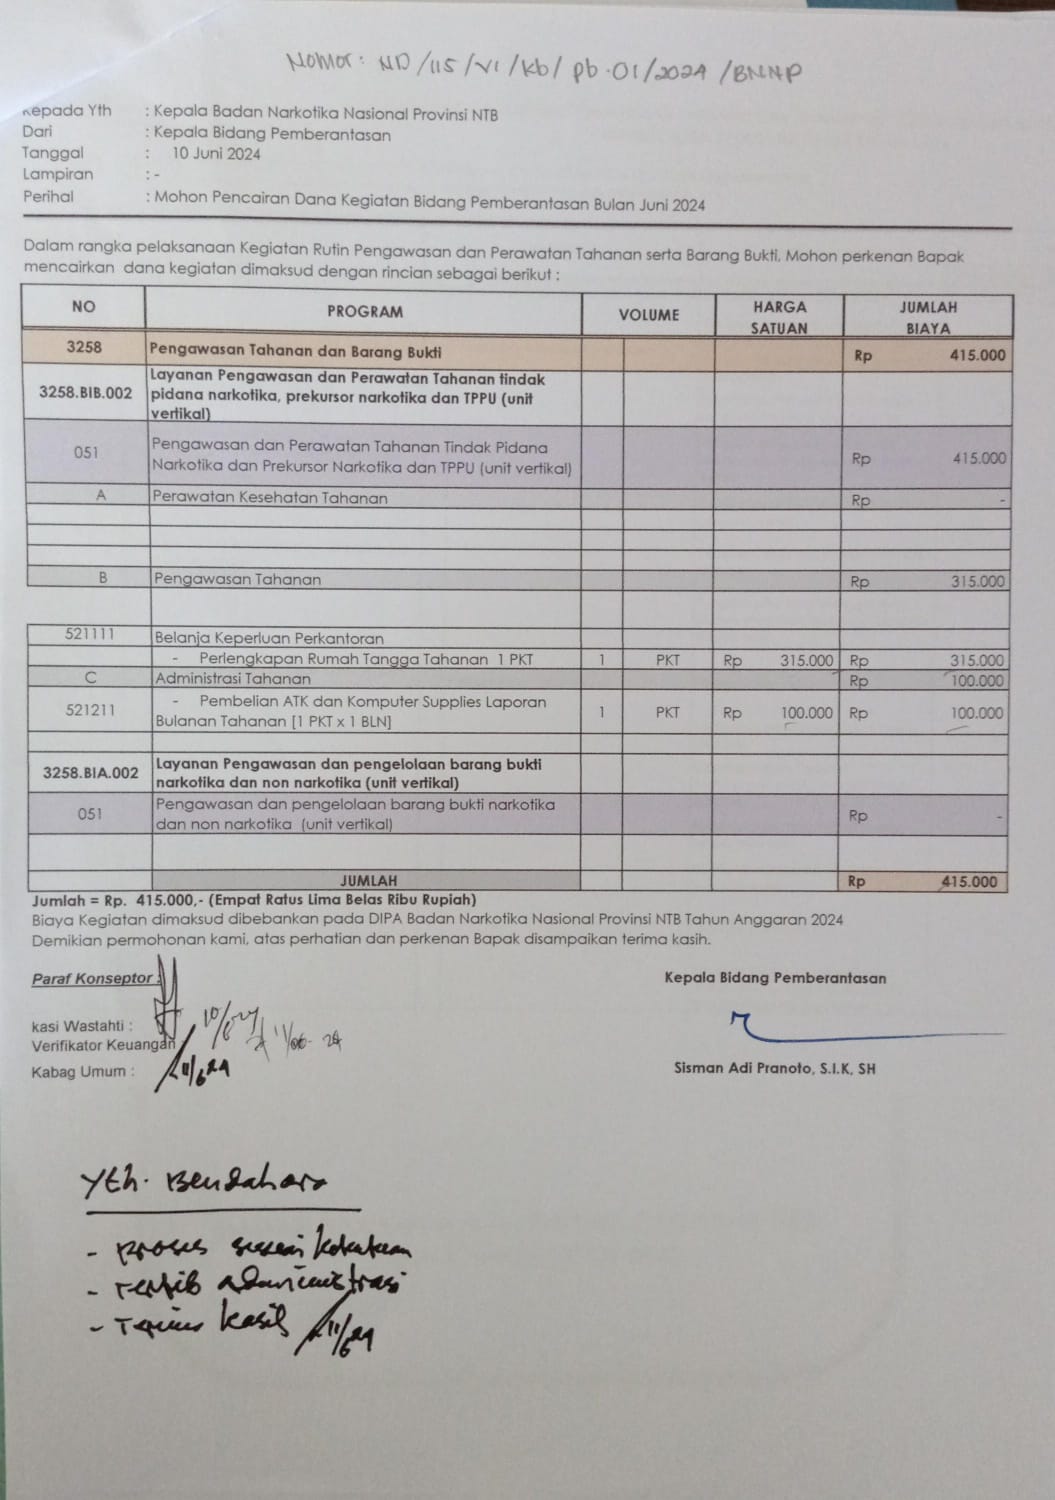 Nomor: ND/115/VI/Kb/pb.01/2024/BNNP
Kepada Yth : Kepala Badan Narkotika Nasional Provinsi NTB
Dari : Kepala Bidang Pemberantasan
Tanggal : 10 Juni 2024
Lampiran : -
Perihal : Mohon Pencairan Dana Kegiatan Bidang Pemberantasan Bulan Juni 2024
Dalam rangka pelaksanaan Kegiatan Rutin Pengawasan dan Perawatan Tahanan serta Barang Bukti, Mohon perkenan Bapak
mencairkan dana kegiatan dimaksud dengan rincian sebagai berikut :
NO PROGRAM VOLUME HARGA SATUAN JUMLAH BIAYA
3258 Pengawasan Tahanan dan Barang Bukti Rp 415.000
3258.BIB.002 Layanan Pengawasan dan Perawatan Tahanan tindak
pidana narkotika, prekursor narkotika dan TPPU (unit
vertikal)
051 Pengawasan dan Perawatan Tahanan Tindak Pidana
Narkotika dan Prekursor Narkotika dan TPPU (unit vertikal) Rp 415.000
A Perawatan Kesehatan Tahanan Rp -
B Pengawasan Tahanan Rp 315.000
521111 Belanja Keperluan Perkantoran
- Perlengkapan Rumah Tangga Tahanan 1 PKT 1 PKT Rp 315.000 Rp 315.000
C Administrasi Tahanan Rp 100.000
521211 - Pembelian ATK dan Komputer Supplies Laporan
Bulanan Tahanan [1 PKT x 1 BLN] 1 PKT Rp 100.000 Rp 100.000
3258.BIA.002 Layanan Pengawasan dan pengelolaan barang bukti
narkotika dan non narkotika (unit vertikal)
051 Pengawasan dan pengelolaan barang bukti narkotika
dan non narkotika (unit vertikal) Rp -
JUMLAH Rp 415.000
Jumlah = Rp. 415.000,- (Empat Ratus Lima Belas Ribu Rupiah)
Biaya Kegiatan dimaksud dibebankan pada DIPA Badan Narkotika Nasional Provinsi NTB Tahun Anggaran 2024
Demikian permohonan kami, atas perhatian dan perkenan Bapak disampaikan terima kasih.
Paraf Konseptor :
Kepala Bidang Pemberantasan
kasi Wastahti : 10/6-24
Verifikator Keuangan 11/06-24
Kabag Umum : 11/6 24
Sisman Adi Pranoto, S.I.K, SH
Yth. Bendahara
- proses sesuai
- Tertib administrasi
- Terima kasih 11/6 24